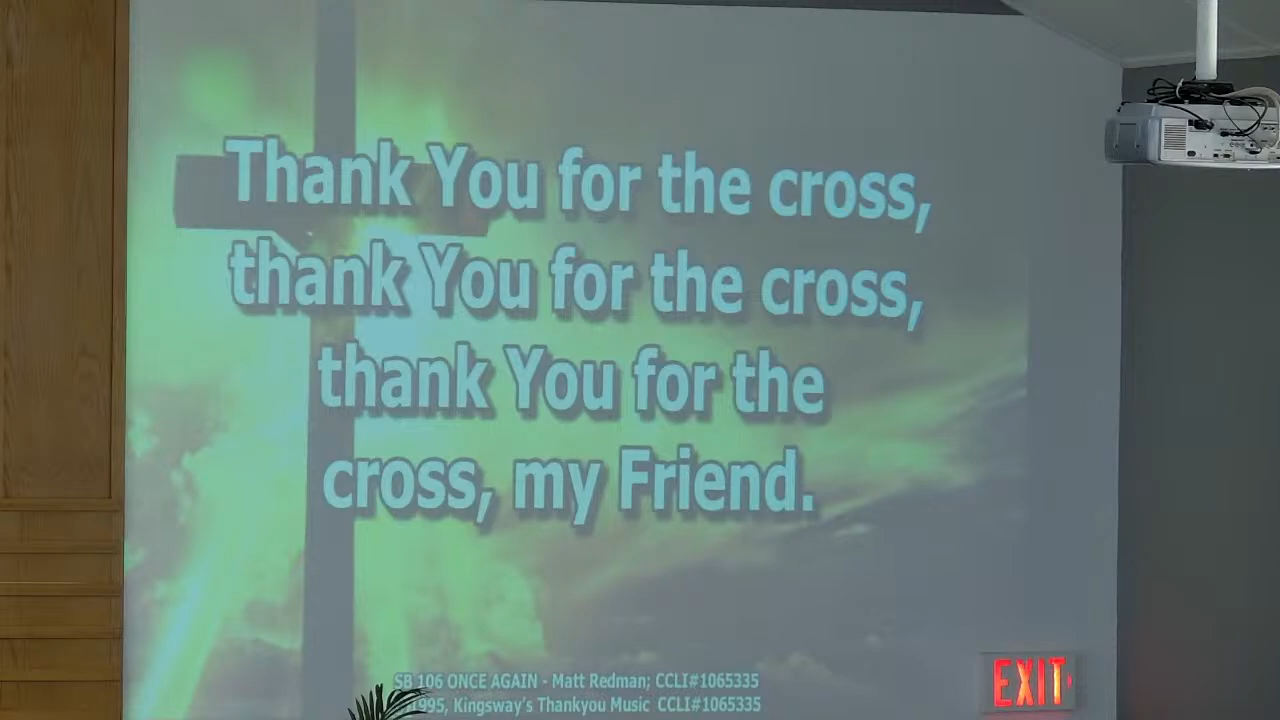 Thank You for the cross,
thank You for the cross,
thank You for the
cross, my Friend.
SB 106 ONCE AGAIN - Matt Redman; CCLI#1065335
995, Kingsway's Thankyou Music CCLI#1065335
EXIT